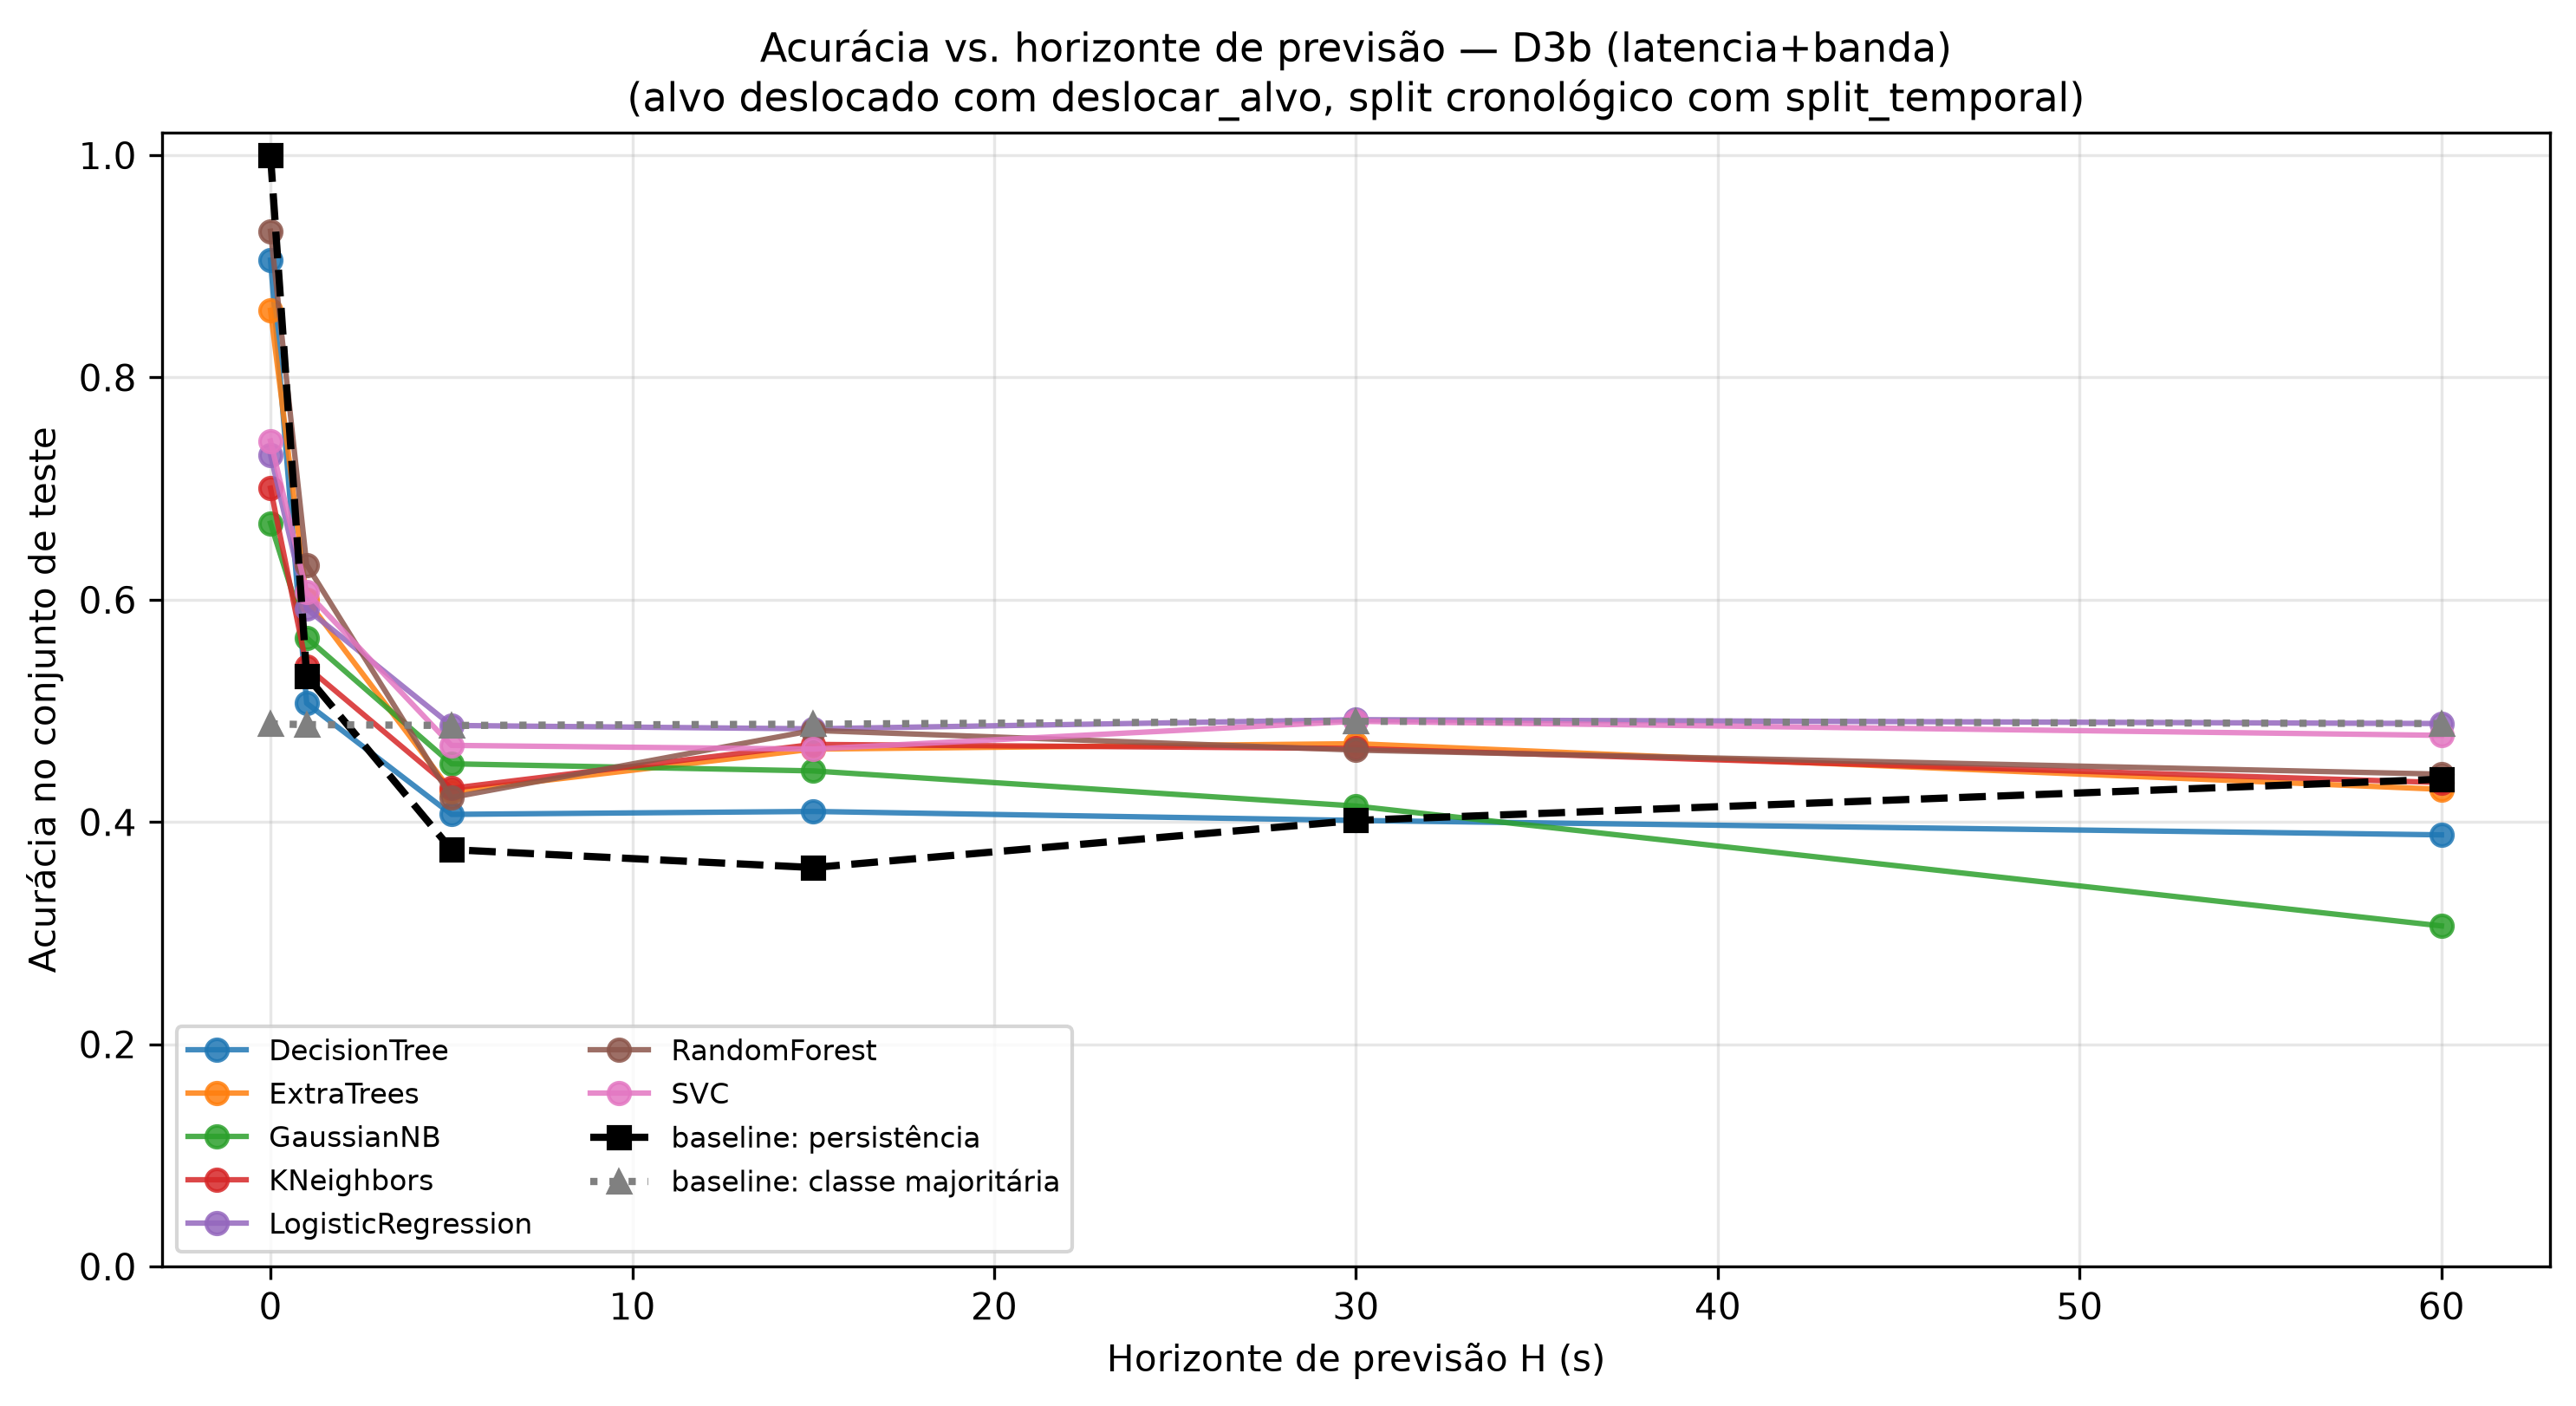 Acurácia vs. horizonte de previsão — D3b (latencia+banda)
(alvo deslocado com deslocar_alvo, split cronológico com split_temporal)
Acurácia no conjunto de teste
1.0
0.8
0.6
0.4
0.2
0.0
DecisionTree
ExtraTrees
GaussianNB
KNeighbors
LogisticRegression
RandomForest
SVC
baseline: persistência
baseline: classe majoritária
0 10 20 30 40 50 60
Horizonte de previsão H (s)